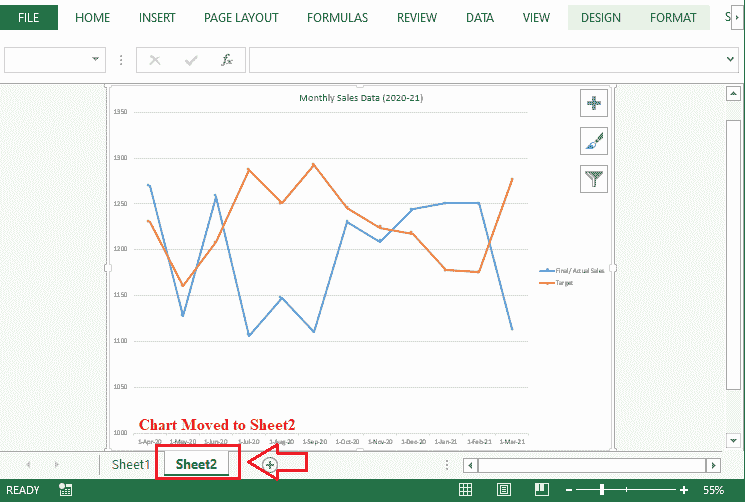 FILE HOME INSERT PAGE LAYOUT FORMULAS REVIEW DATA VIEW DESIGN FORMAT S
fx
Monthly Sales Data (2020-21)
1350
1300
1250
1200
1150
1100
1050
1000
Final/ Actual Sales
Target
Chart Moved to Sheet2
1-Apr-20 1-May-20 1-Jun-20 1-Jul-20 1-Aug-20 1-Sep-20 1-Oct-20 1-Nov-20 1-Dec-20 1-Jan-21 1-Feb-21 1-Mar-21
Sheet1 Sheet2
READY 55%